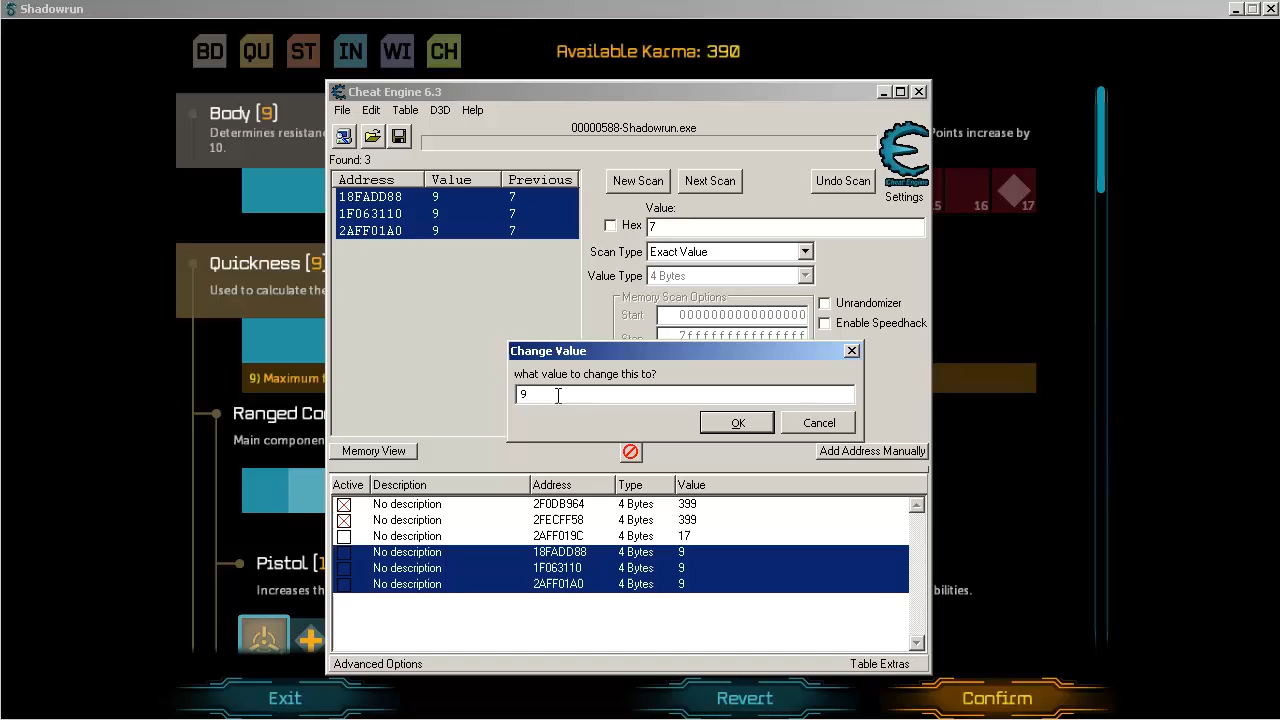 Shadowrun
BD QU ST IN WI CH
Available Karma: 390
Body [9]
Determines resistanc
10.
Points increase by
16
17
Quickness [9]
Used to calculate the
9) Maximum
Ranged Co
Main component
Pistol [1
Increases th
bilities.
Exit
Revert
Confirm
Cheat Engine 6.3
File Edit Table D3D Help
00000588-Shadowrun.exe
Found: 3
Address Value Previous
18FADD88 9 7
1F063110 9 7
2AFF01A0 9 7
New Scan Next Scan Undo Scan
Cheat Engine
Settings
Value:
Hex 7
Scan Type Exact Value
Value Type 4 Bytes
Memory Scan Options
Start 0000000000000000
7fffffffffffffff
Unrandomizer
Enable Speedhack
Change Value
what value to change this to?
9
OK Cancel
Memory View
Add Address Manually
Active Description Address Type Value
No description 2F0DB964 4 Bytes 399
No description 2FECFF58 4 Bytes 399
No description 2AFF019C 4 Bytes 17
No description 18FADD88 4 Bytes 9
No description 1F063110 4 Bytes 9
No description 2AFF01A0 4 Bytes 9
Advanced Options
Table Extras